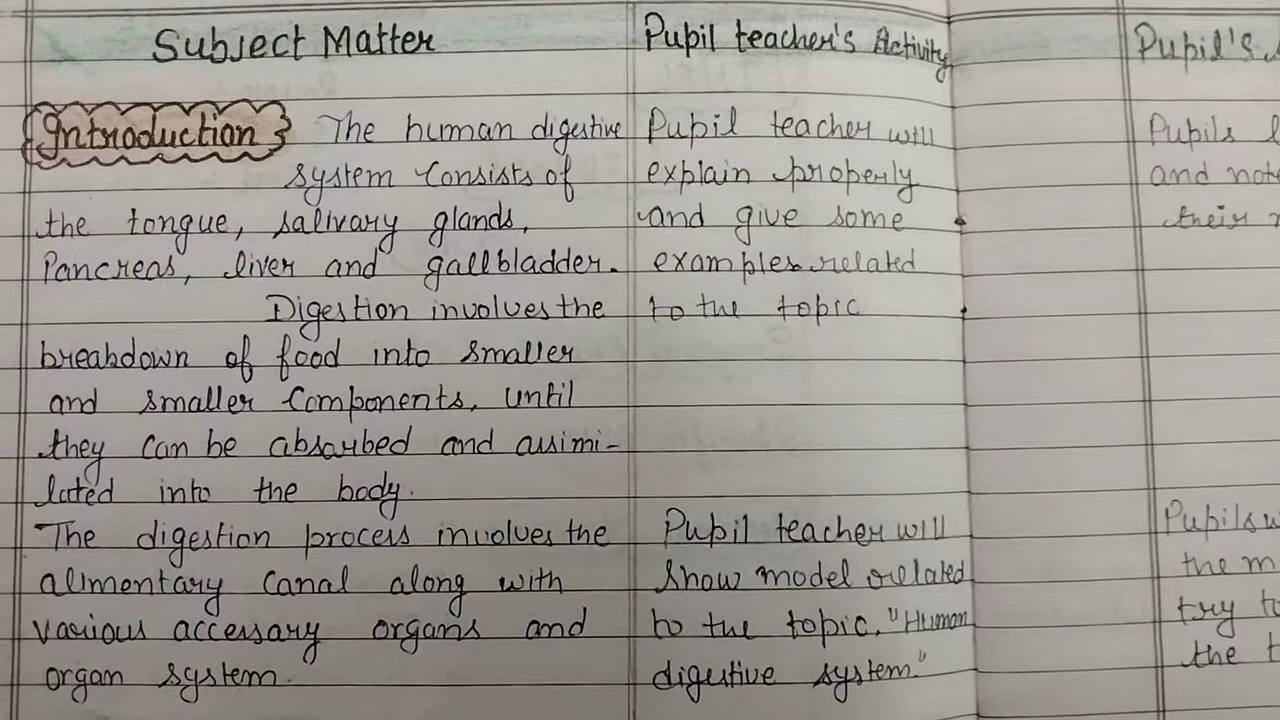 Subject Matter
Introduction The human digestive
system consists of
the tongue, salivary glands,
Pancreas, liver and gallbladder.
Digestion involves the
breakdown of food into smaller
and smaller components, until
they can be absorbed and assimi-
lated into the body.
The digestion process involves the
alimentary canal along with
various accessary organs and
organ system.
Pupil teacher's Activity
Pupil teacher will
explain properly
and give some
examples related
to the topic
Pupil teacher will
show model related
to the topic. "Human
digestive system"
Pupil's
Pupils
and
their
Pupils
the
try
the